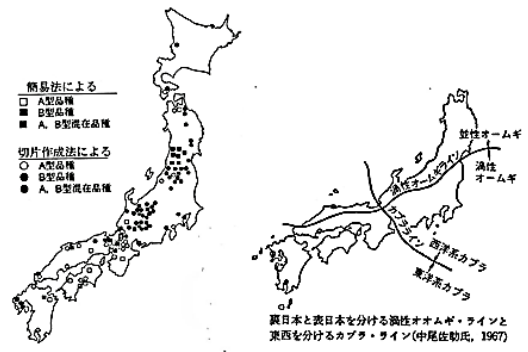 簡易法による
A型品種
B型品種
A，B型混在品種
切片作成法による
A型品種
B型品種
A，B型混在品種
並性オームギ
渦性オームギライン
渦性
オームギ
カブラライン
西洋系カブラ
東洋系カブラ
裏日本と表日本を分ける渦性オオムギ・ラインと
東西を分けるカブラ・ライン(中尾佐助氏，1967)